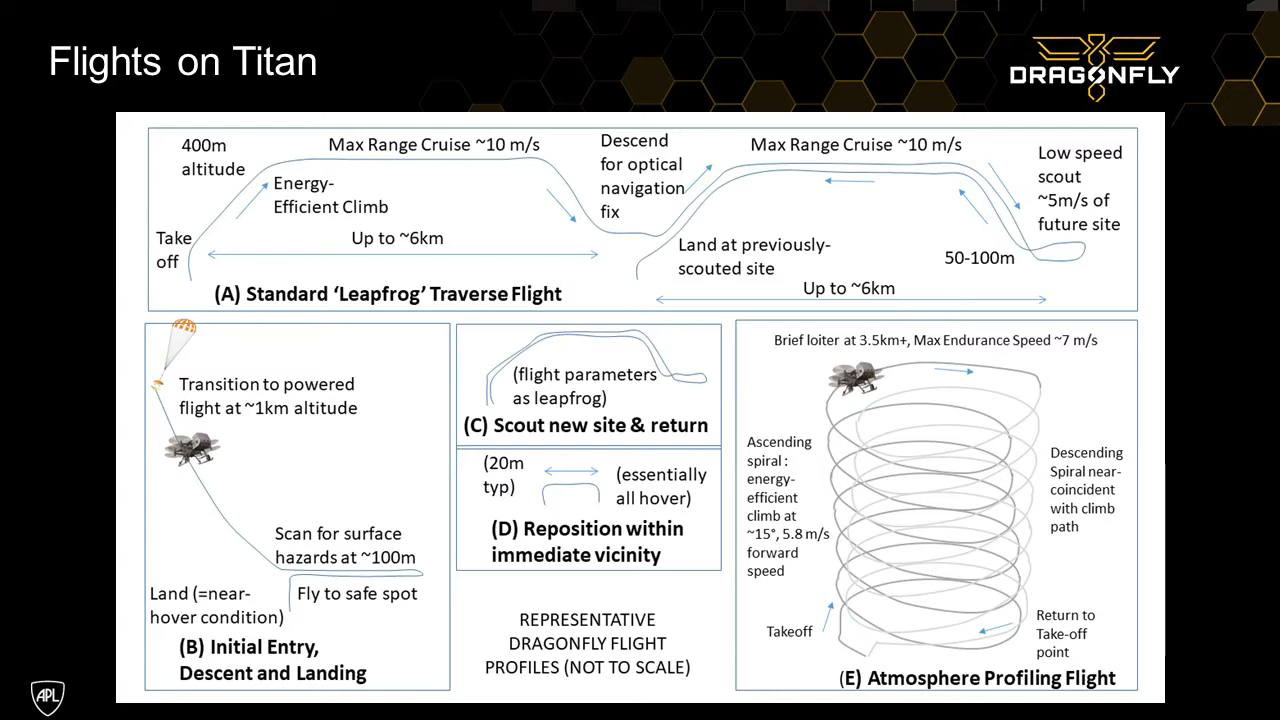 Flights on Titan
DRAGONFLY
400m
altitude
Max Range Cruise ~10 m/s
Energy-
Efficient Climb
Take
off
Up to ~6km
Descend
for optical
navigation
fix
Max Range Cruise ~10 m/s
Low speed
scout
~5m/s of
future site
Land at previously-
scouted site
50-100m
Up to ~6km
(A) Standard ‘Leapfrog’ Traverse Flight
Transition to powered
flight at ~1km altitude
Scan for surface
hazards at ~100m
Land (=near-
hover condition)
Fly to safe spot
(B) Initial Entry,
Descent and Landing
(flight parameters
as leapfrog)
(C) Scout new site & return
(20m
typ)
(essentially
all hover)
(D) Reposition within
immediate vicinity
REPRESENTATIVE
DRAGONFLY FLIGHT
PROFILES (NOT TO SCALE)
Brief loiter at 3.5km+, Max Endurance Speed ~7 m/s
Ascending
spiral :
energy-
efficient
climb at
~15°, 5.8 m/s
forward
speed
Descending
Spiral near-
coincident
with climb
path
Takeoff
Return to
Take-off
point
(E) Atmosphere Profiling Flight
APL